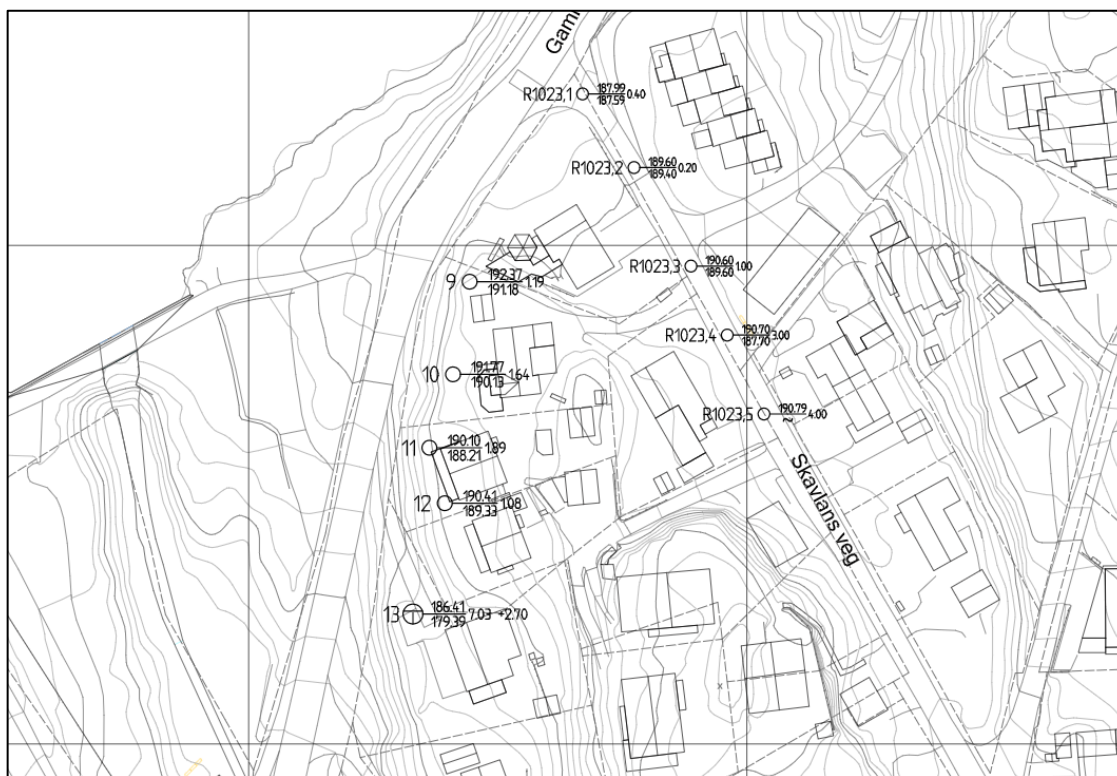 Gaml
R1023,1 187.99 0.40
187.59
R1023,2 189.60 0.20
189.40
R1023,3 190.60 1.00
189.60
9 192.37 1.19
191.18
R1023,4 190.70 3.00
187.70
10 191.77 1.64
190.13
R1023,5 190.79 4.00
~
11 190.10 1.89
188.21
12 190.41 1.08
189.33
Skavlans veg
13 186.41 7.03 +2.70
179.39
x